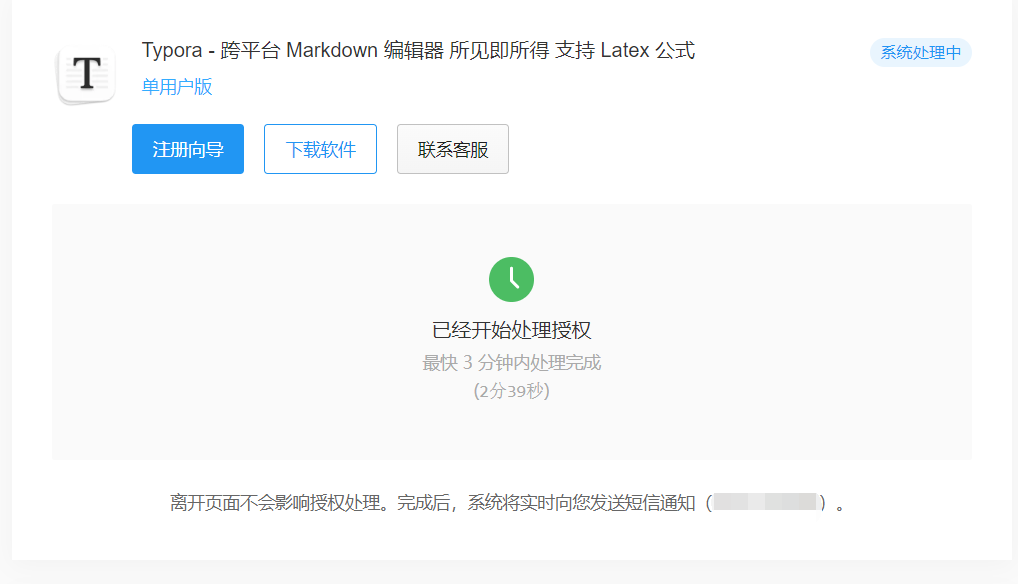 T
Typora - 跨平台 Markdown 编辑器 所见即所得 支持 Latex 公式
系统处理中
单用户版
注册向导
下载软件
联系客服
已经开始处理授权
最快 3 分钟内处理完成
(2分39秒)
离开页面不会影响授权处理。完成后，系统将实时向您发送短信通知（ ）。